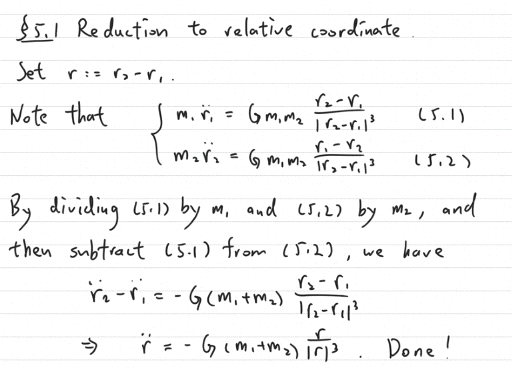 §5.1 Reduction to relative coordinate.
Set r := r₂-r₁.
Note that { m₁r̈₁ = Gm₁m₂ (r₂-r₁)/|r₂-r₁|³ (5.1)
m₂r̈₂ = Gm₁m₂ (r₁-r₂)/|r₂-r₁|³ (5.2)
By dividing (5.1) by m₁ and (5.2) by m₂, and
then subtract (5.1) from (5.2), we have
r̈₂-r̈₁ = -G(m₁+m₂) (r₂-r₁)/|r₂-r₁|³
⇒ r̈ = -G(m₁+m₂) r/|r|³. Done!